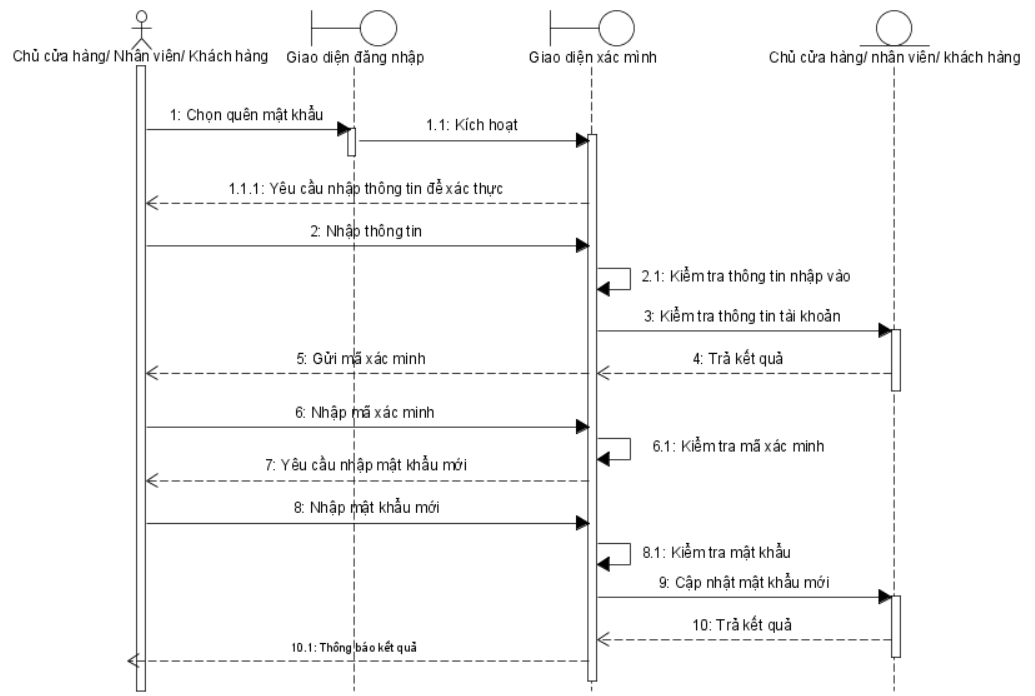 Chủ cửa hàng/ Nhân viên/ Khách hàng
Giao diện đăng nhập
Giao diện xác minh
Chủ cửa hàng/ nhân viên/ khách hàng
1: Chọn quên mật khẩu
1.1: Kích hoạt
1.1.1: Yêu cầu nhập thông tin để xác thực
2: Nhập thông tin
2.1: Kiểm tra thông tin nhập vào
3: Kiểm tra thông tin tài khoản
5: Gửi mã xác minh
4: Trả kết quả
6: Nhập mã xác minh
6.1: Kiểm tra mã xác minh
7: Yêu cầu nhập mật khẩu mới
8: Nhập mật khẩu mới
8.1: Kiểm tra mật khẩu
9: Cập nhật mật khẩu mới
10: Trả kết quả
10.1: Thông báo kết quả